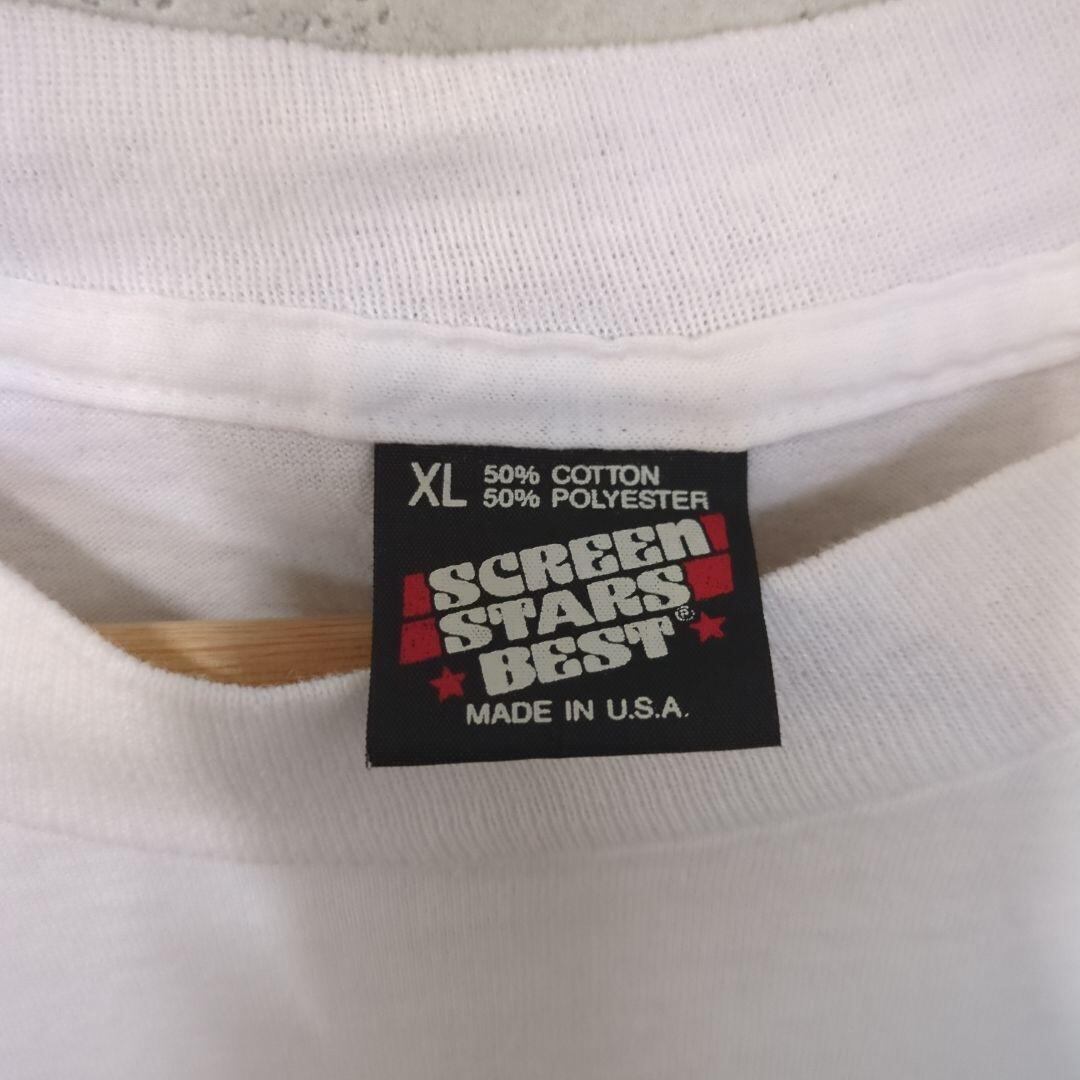 XL 50% COTTON
50% POLYESTER
SCREEN
STARS
BEST®
MADE IN U.S.A.